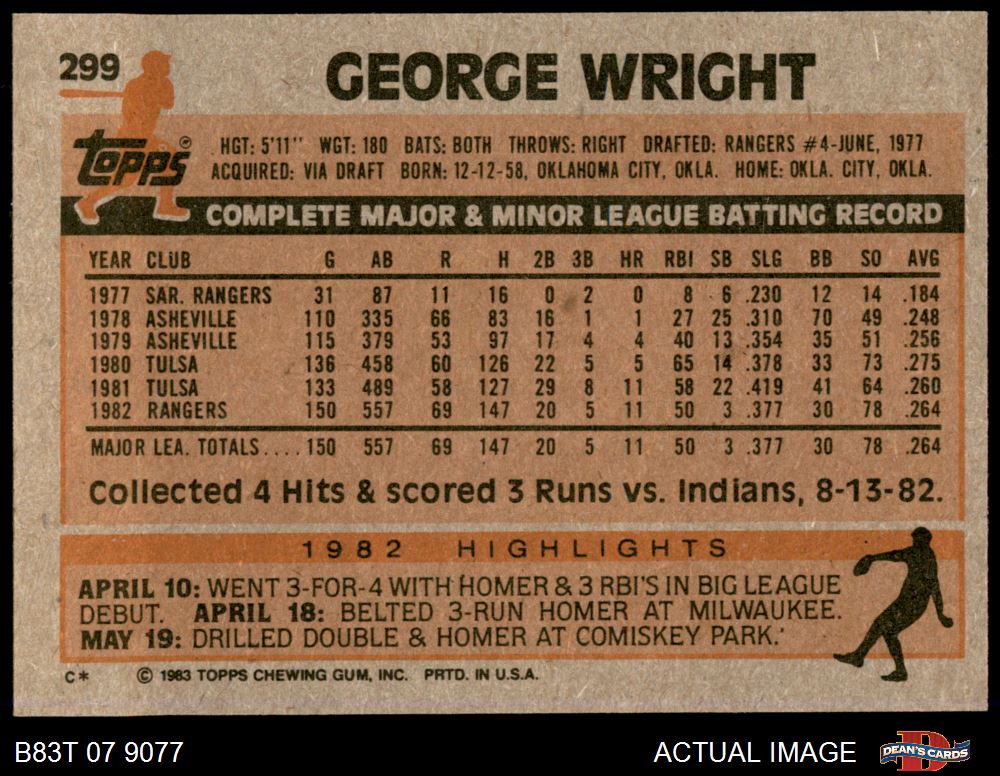 299 GEORGE WRIGHT
topps ® HGT: 5'11'' WGT: 180 BATS: BOTH THROWS: RIGHT DRAFTED: RANGERS #4-JUNE, 1977
ACQUIRED: VIA DRAFT BORN: 12-12-58, OKLAHOMA CITY, OKLA. HOME: OKLA. CITY, OKLA.
COMPLETE MAJOR & MINOR LEAGUE BATTING RECORD
YEAR CLUB G AB R H 2B 3B HR RBI SB SLG BB SO AVG
1977 SAR. RANGERS 31 87 11 16 0 2 0 8 6 .230 12 14 .184
1978 ASHEVILLE 110 335 66 83 16 1 1 27 25 .310 70 49 .248
1979 ASHEVILLE 115 379 53 97 17 4 4 40 13 .354 35 51 .256
1980 TULSA 136 458 60 126 22 5 5 65 14 .378 33 73 .275
1981 TULSA 133 489 58 127 29 8 11 58 22 .419 41 64 .260
1982 RANGERS 150 557 69 147 20 5 11 50 3 .377 30 78 .264
MAJOR LEA. TOTALS.... 150 557 69 147 20 5 11 50 3 .377 30 78 .264
Collected 4 Hits & scored 3 Runs vs. Indians, 8-13-82.
1982 HIGHLIGHTS
APRIL 10: WENT 3-FOR-4 WITH HOMER & 3 RBI'S IN BIG LEAGUE
DEBUT. APRIL 18: BELTED 3-RUN HOMER AT MILWAUKEE.
MAY 19: DRILLED DOUBLE & HOMER AT COMISKEY PARK.
C* © 1983 TOPPS CHEWING GUM, INC. PRTD. IN U.S.A.
B83T 07 9077 ACTUAL IMAGE D DEAN'S CARDS